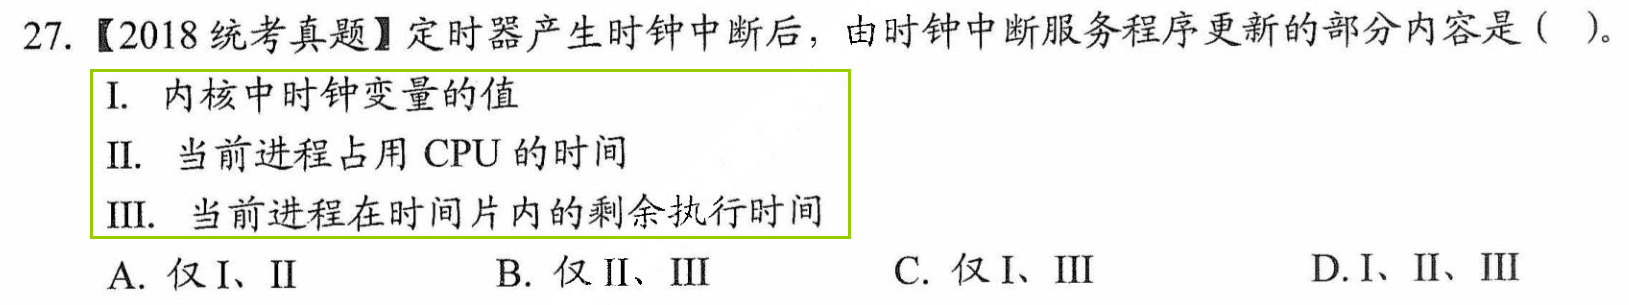 27.【2018统考真题】定时器产生时钟中断后，由时钟中断服务程序更新的部分内容是（ ）。
I. 内核中时钟变量的值
II. 当前进程占用 CPU 的时间
III. 当前进程在时间片内的剩余执行时间
A. 仅 I、II B. 仅 II、III C. 仅 I、III D. I、II、III